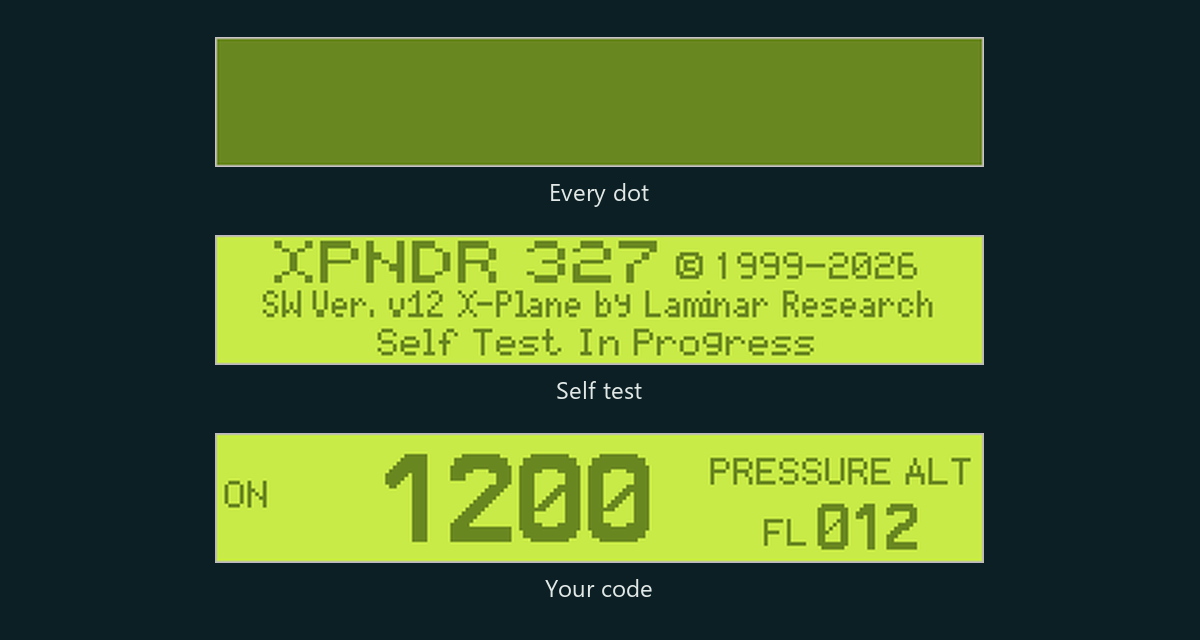 Every dot
XPNDR 327 © 1999-2026
SW Ver. v12 X-Plane by Laminar Research
Self Test In Progress
Self test
ON 1200 PRESSURE ALT
FL 012
Your code